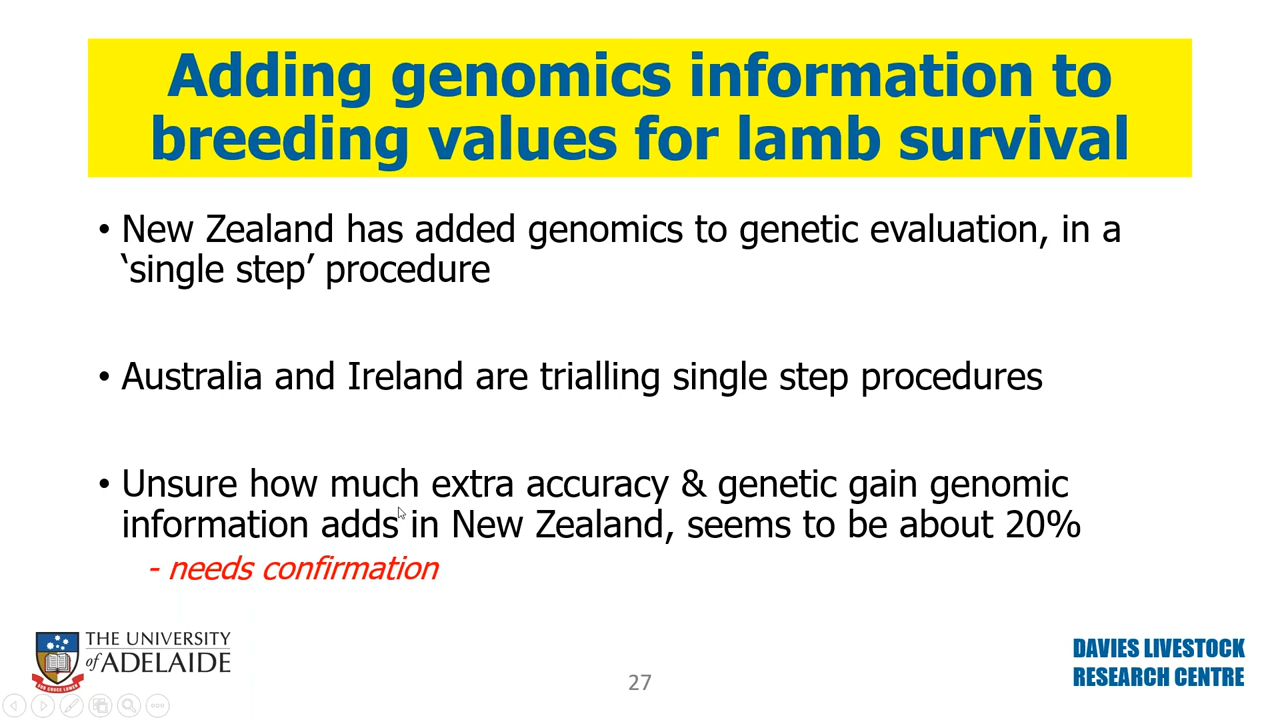 Adding genomics information to
breeding values for lamb survival
• New Zealand has added genomics to genetic evaluation, in a
‘single step’ procedure
• Australia and Ireland are trialling single step procedures
• Unsure how much extra accuracy & genetic gain genomic
information adds in New Zealand, seems to be about 20%
- needs confirmation
THE UNIVERSITY
of ADELAIDE
SUB CRUCE LUMEN
27
DAVIES LIVESTOCK
RESEARCH CENTRE